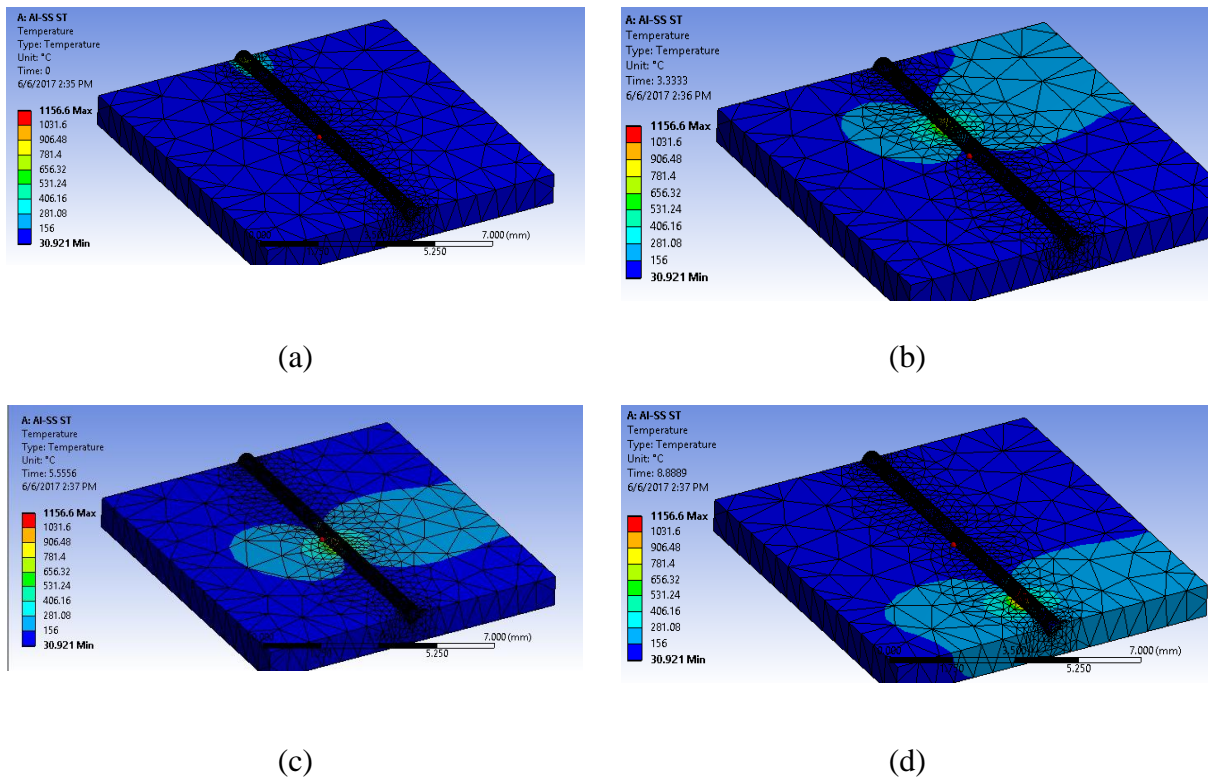 A: Al-SS ST
Temperature
Type: Temperature
Unit: °C
Time: 0
6/6/2017 2:35 PM
1156.6 Max
1031.6
906.48
781.4
656.32
531.24
406.16
281.08
156
30.921 Min
7.000 (mm)
5.250
(a)
A: Al-SS ST
Temperature
Type: Temperature
Unit: °C
Time: 3.3333
6/6/2017 2:36 PM
1156.6 Max
1031.6
906.48
781.4
656.32
531.24
406.16
281.08
156
30.921 Min
(b)
A: Al-SS ST
Temperature
Type: Temperature
Unit: °C
Time: 5.5556
6/6/2017 2:37 PM
1156.6 Max
1031.6
906.48
781.4
656.32
531.24
406.16
281.08
156
30.921 Min
7.000 (mm)
5.250
(c)
A: Al-SS ST
Temperature
Type: Temperature
Unit: °C
Time: 8.8889
6/6/2017 2:37 PM
1156.6 Max
1031.6
906.48
781.4
656.32
531.24
406.16
281.08
156
30.921 Min
7.000 (mm)
5.250
(d)